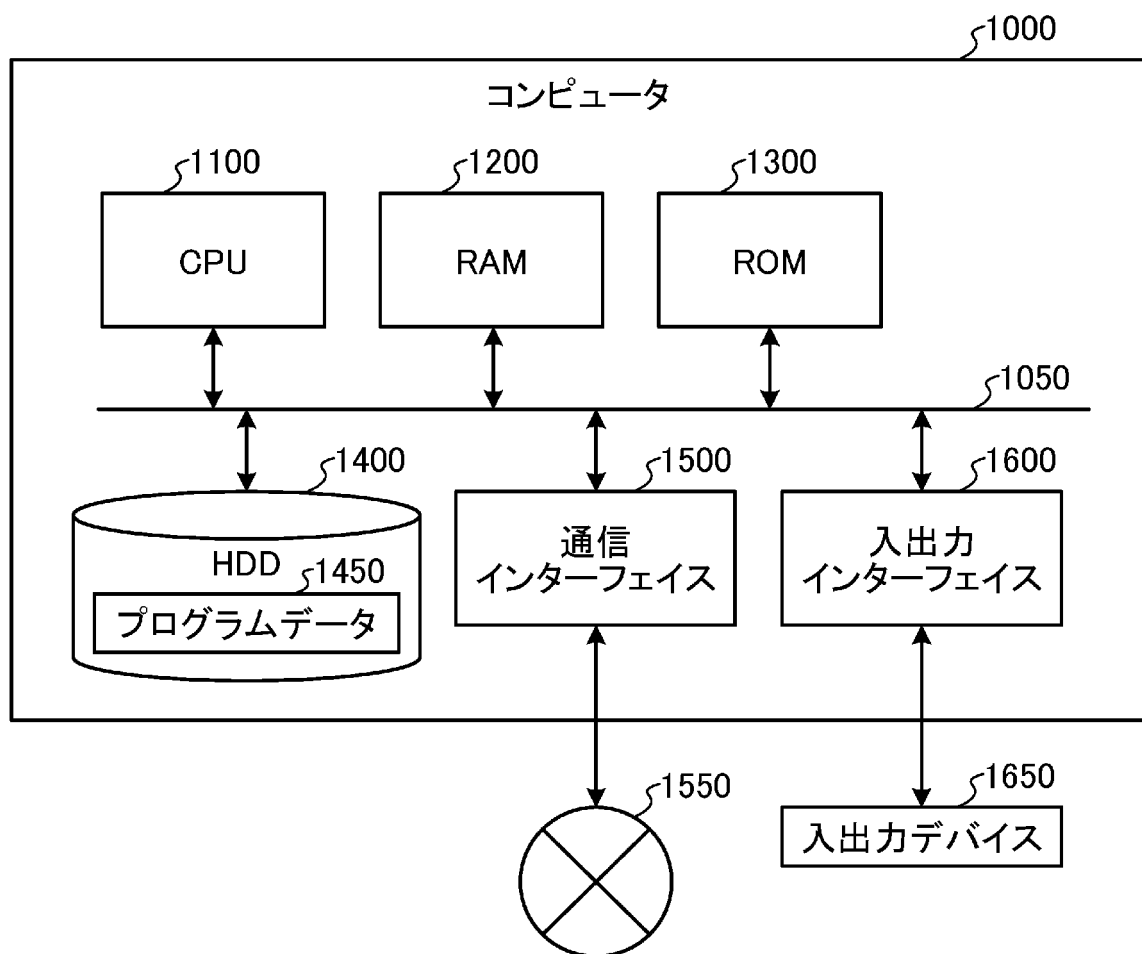 1000
コンピュータ
1100
1200
1300
CPU
RAM
ROM
1050
1400
1500
1600
HDD
1450
プログラムデータ
通信
インターフェイス
入出力
インターフェイス
1550
1650
入出力デバイス